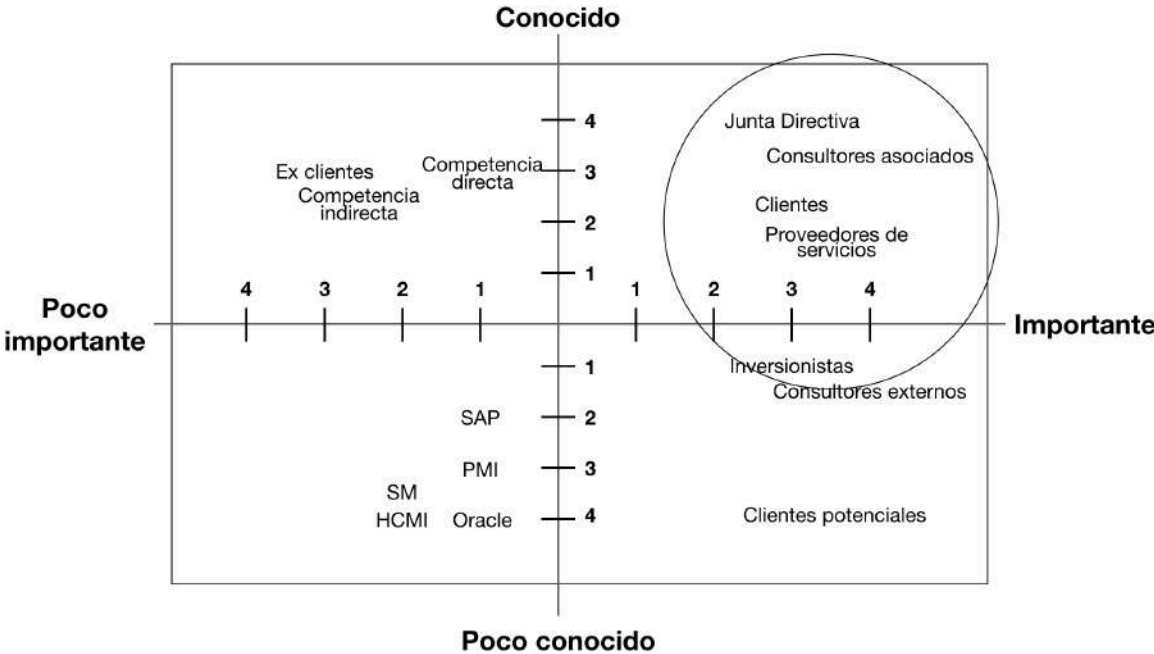 Conocido
4
Junta Directiva
Consultores asociados
Ex clientes
Competencia
directa
3
Competencia
indirecta
Clientes
2
Proveedores de
servicios
1
4
3
2
1
1
2
3
4
Poco
importante
Importante
1
Inversionistas
Consultores externos
SAP
2
PMI
3
SM
HCMI
Oracle
4
Clientes potenciales
Poco conocido